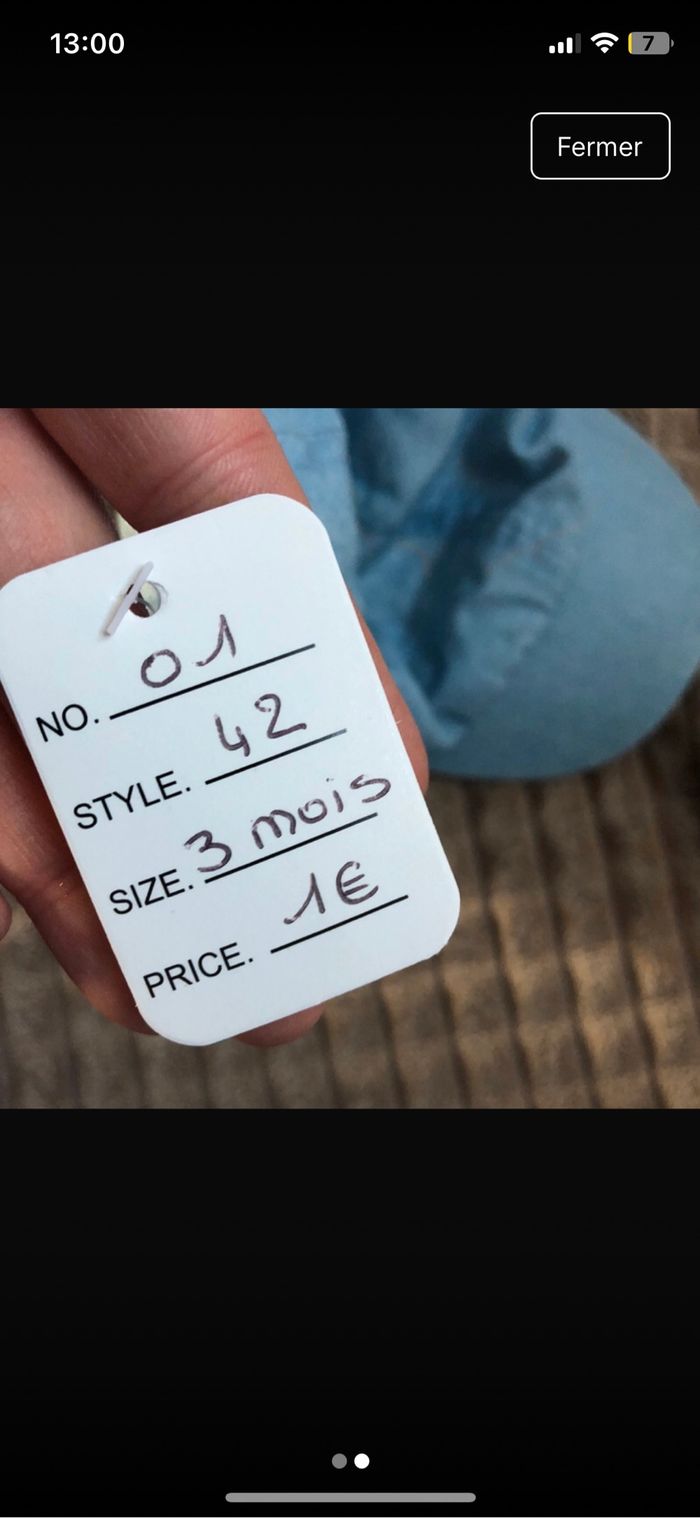 13:00
7
Fermer
NO. 01
STYLE. 42
SIZE. 3 mois
PRICE. 1€